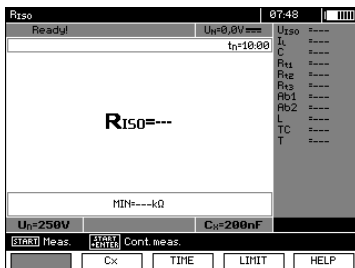 RISO 07:48
Ready! UN=0,0V
tn=10:00
RISO=---
MIN=---kΩ
Un=250V Cx=200nF
UISO =----
IL =----
C =----
Rt1 =----
Rt2 =----
Rt3 =----
Ab1 =----
Ab2 =----
L =----
TC =----
T =----
START Meas. START +ENTER Cont. meas.
Cx TIME LIMIT HELP